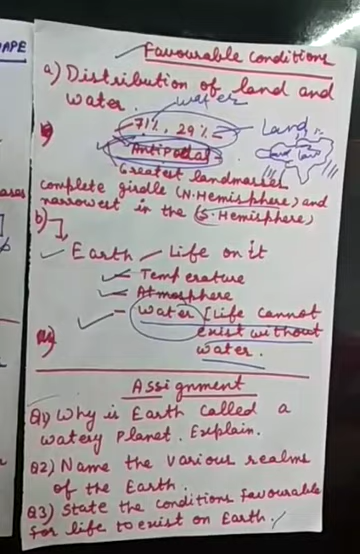 APE
Favourable Conditions
a) Distribution of land and
water.
water
71%, 29%
Land
Antipodal
Greatest landmasses
complete girdle (N.Hemisphere) and
narrowest in the (S.Hemisphere)
b)
Earth Life on it
- Temperature
- Atmosphere
- Water [Life cannot
exist without
water.
Assignment
Q1) Why is Earth called a
watery Planet. Explain.
Q2) Name the various realms
of the Earth.
Q3) State the conditions favourable
for life to exist on Earth.